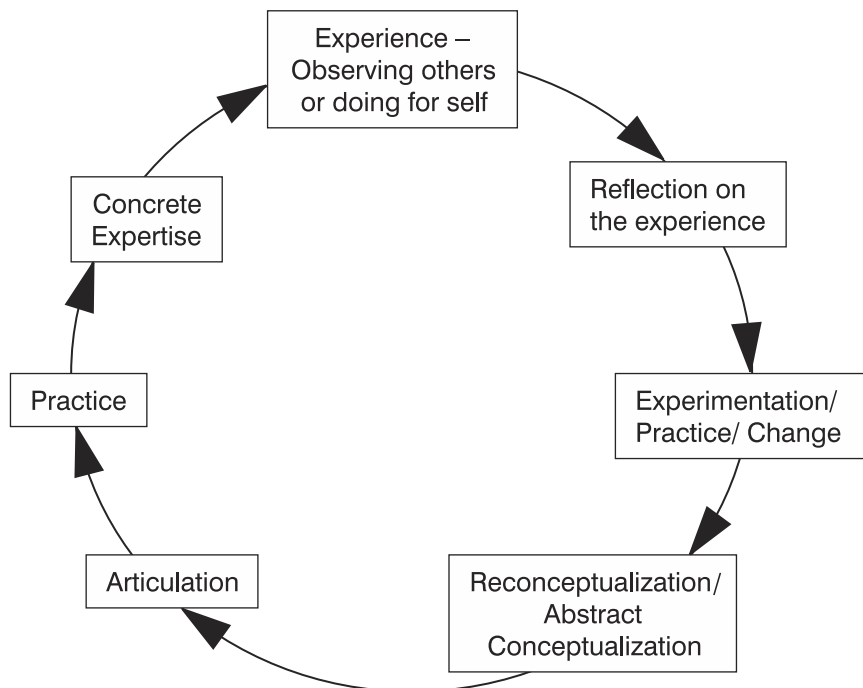 Experience –
Observing others
or doing for self
Reflection on
the experience
Experimentation/
Practice/ Change
Reconceptualization/
Abstract
Conceptualization
Articulation
Practice
Concrete
Expertise